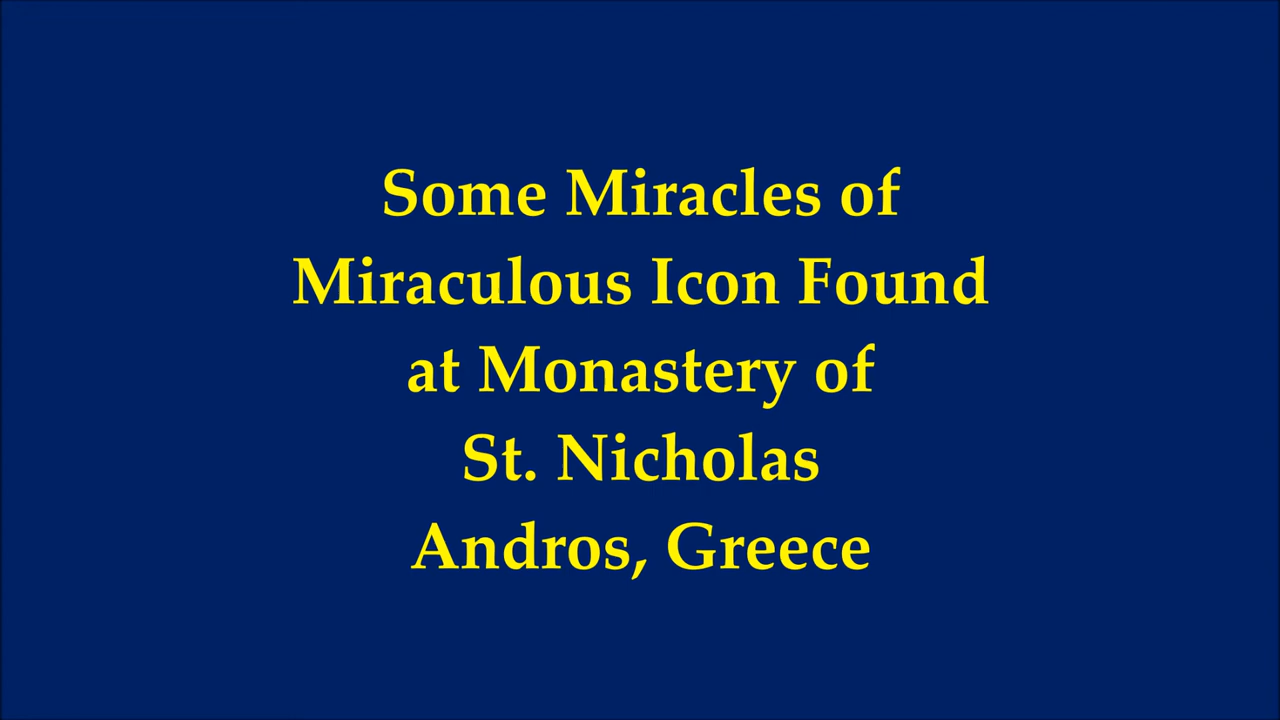 Some Miracles of
Miraculous Icon Found
at Monastery of
St. Nicholas
Andros, Greece